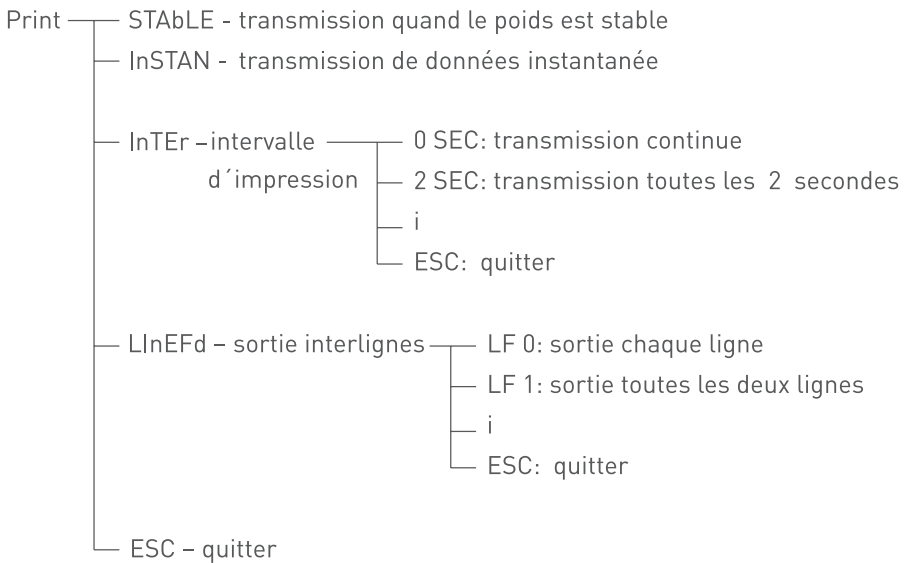 Print
STAbLE - transmission quand le poids est stable
InSTAN - transmission de données instantanée
InTEr – intervalle
d´impression
0 SEC: transmission continue
2 SEC: transmission toutes les 2 secondes
i
ESC: quitter
LInEFd – sortie interlignes
LF 0: sortie chaque ligne
LF 1: sortie toutes les deux lignes
i
ESC: quitter
ESC – quitter